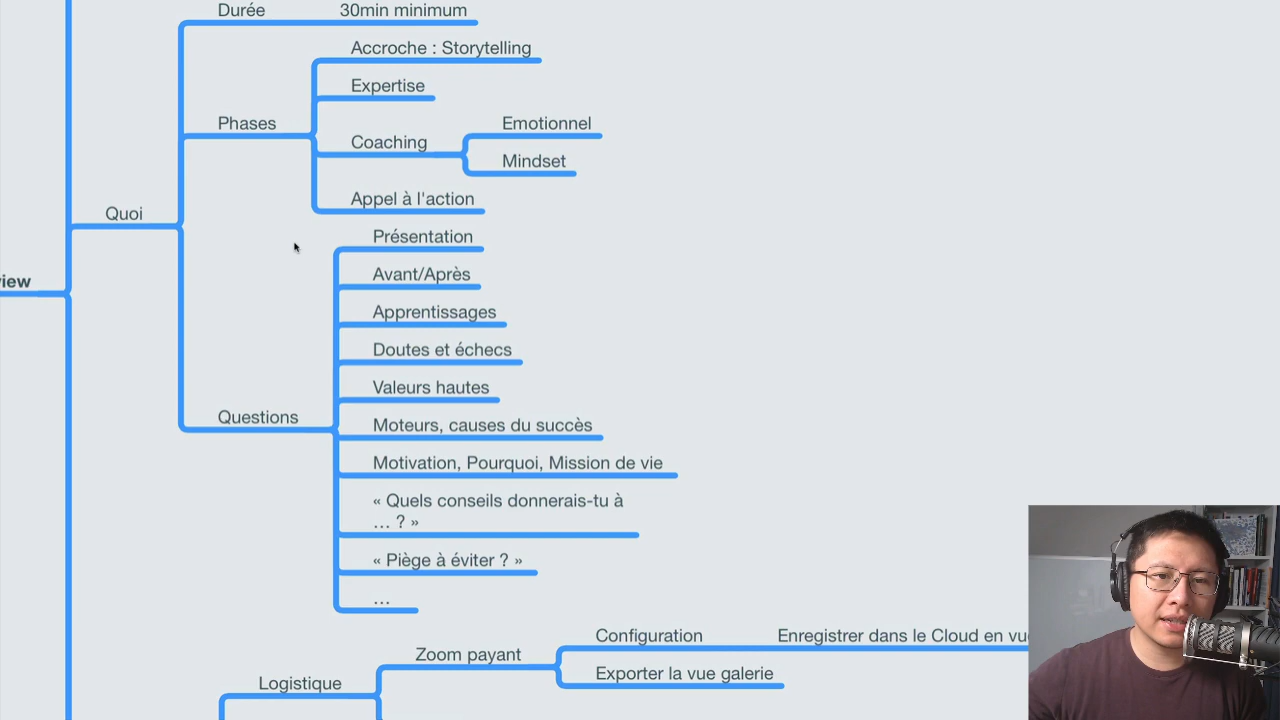 Durée
30min minimum
Accroche : Storytelling
Expertise
Phases
Emotionnel
Coaching
Mindset
Appel à l'action
Quoi
Présentation
Avant/Après
Apprentissages
Doutes et échecs
Valeurs hautes
Questions
Moteurs, causes du succès
Motivation, Pourquoi, Mission de vie
« Quels conseils donnerais-tu à
… ? »
« Piège à éviter ? »
…
Configuration
Enregistrer dans le Cloud en vue
Zoom payant
Exporter la vue galerie
Logistique